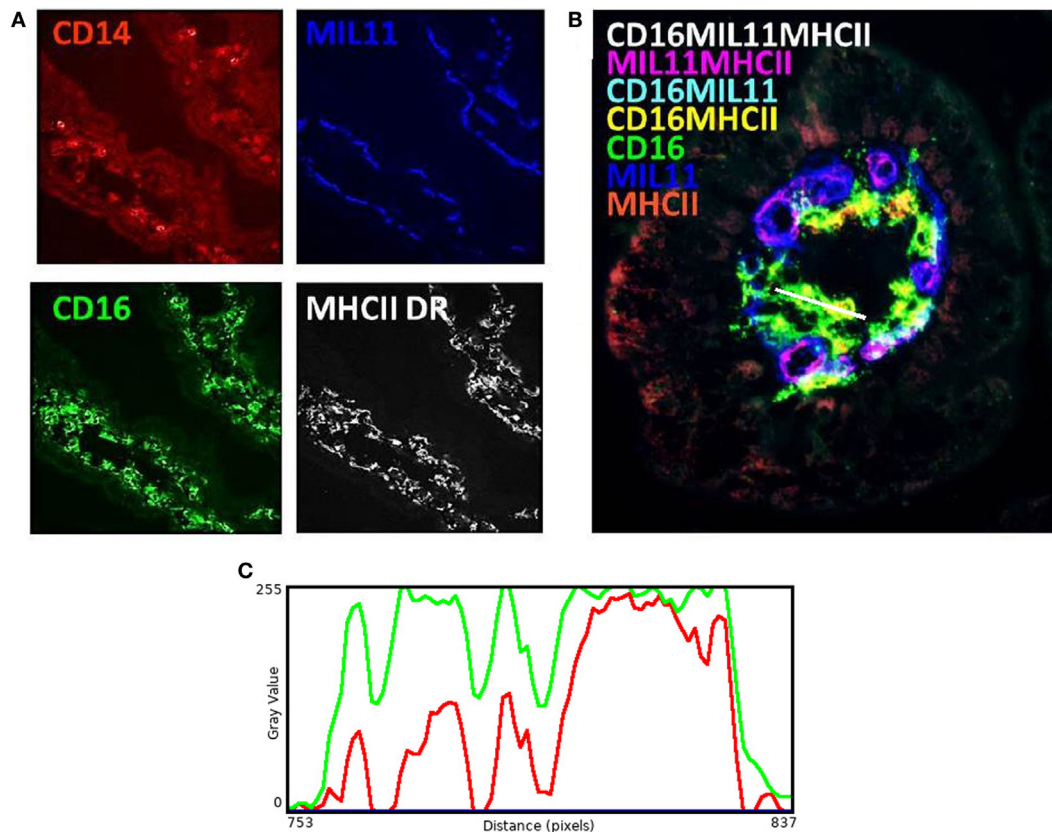 A
CD14
MIL11
CD16
MHCII DR
B
CD16MIL11MHCII
MIL11MHCII
CD16MIL11
CD16MHCII
CD16
MIL11
MHCII
C
255
Gray Value
0
753
Distance (pixels)
837